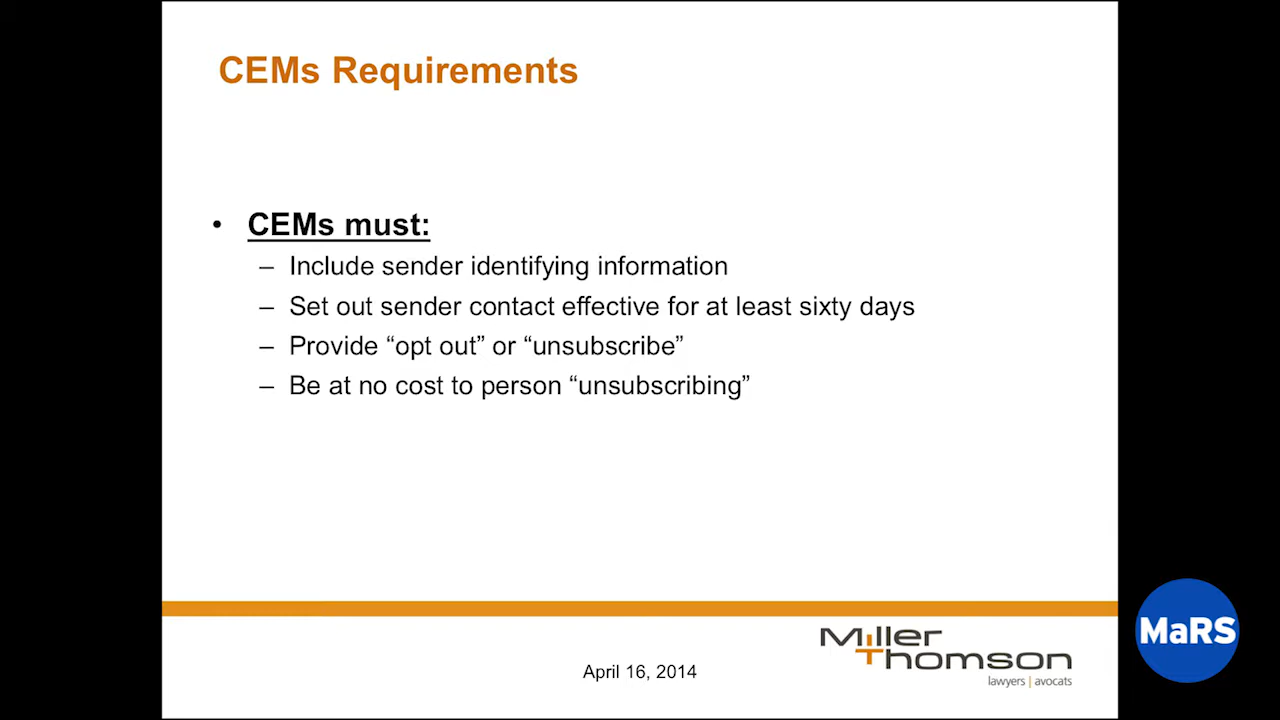 CEMs Requirements
• CEMs must:
– Include sender identifying information
– Set out sender contact effective for at least sixty days
– Provide “opt out” or “unsubscribe”
– Be at no cost to person “unsubscribing”
April 16, 2014
Miller
Thomson
lawyers | avocats
MaRS